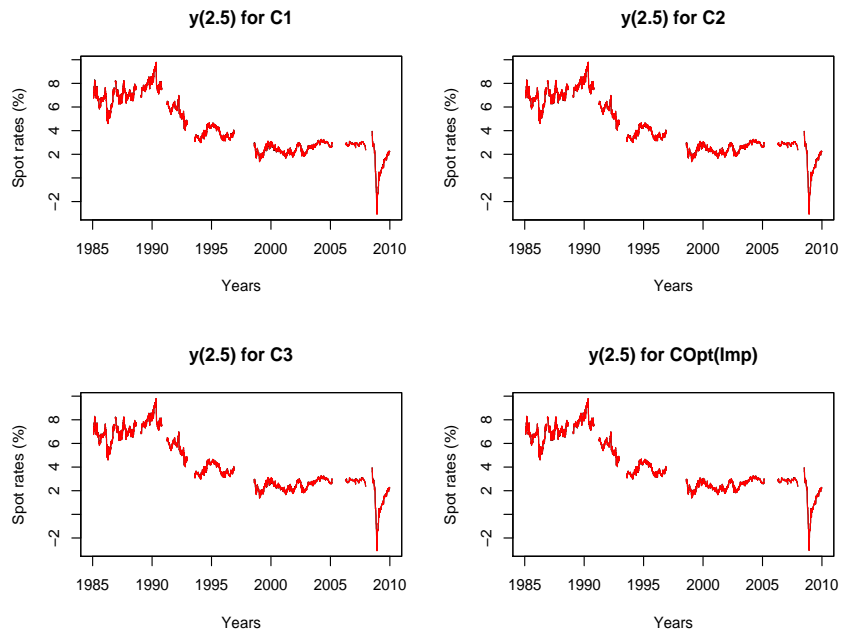 y(2.5) for C1
Spot rates (%)
8
6
4
2
−2
1985 1990 1995 2000 2005 2010
Years
y(2.5) for C2
Spot rates (%)
8
6
4
2
−2
1985 1990 1995 2000 2005 2010
Years
y(2.5) for C3
Spot rates (%)
8
6
4
2
−2
1985 1990 1995 2000 2005 2010
Years
y(2.5) for COpt(Imp)
Spot rates (%)
8
6
4
2
−2
1985 1990 1995 2000 2005 2010
Years